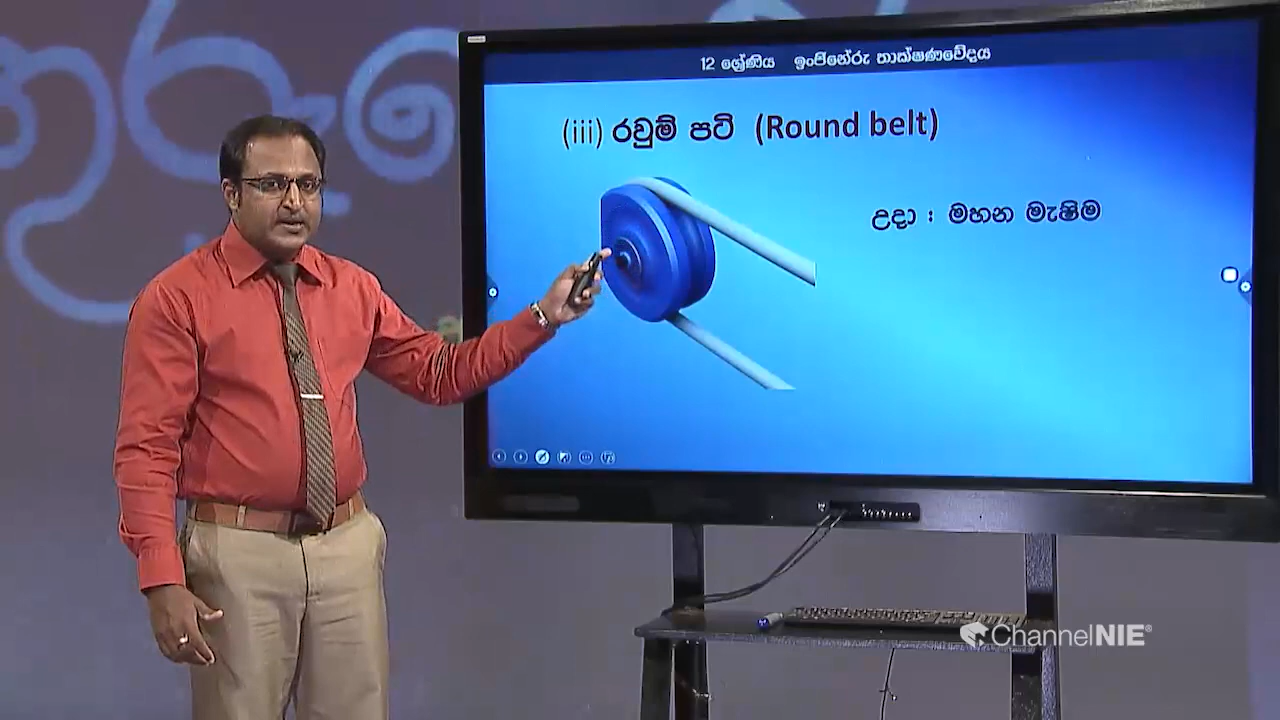 12 ශ්‍රේණිය ඉංජිනේරු තාක්ෂණවේදය
(iii) රවුම් පටි (Round belt)
උදා : මහන මැෂිම
ChannelNIE®